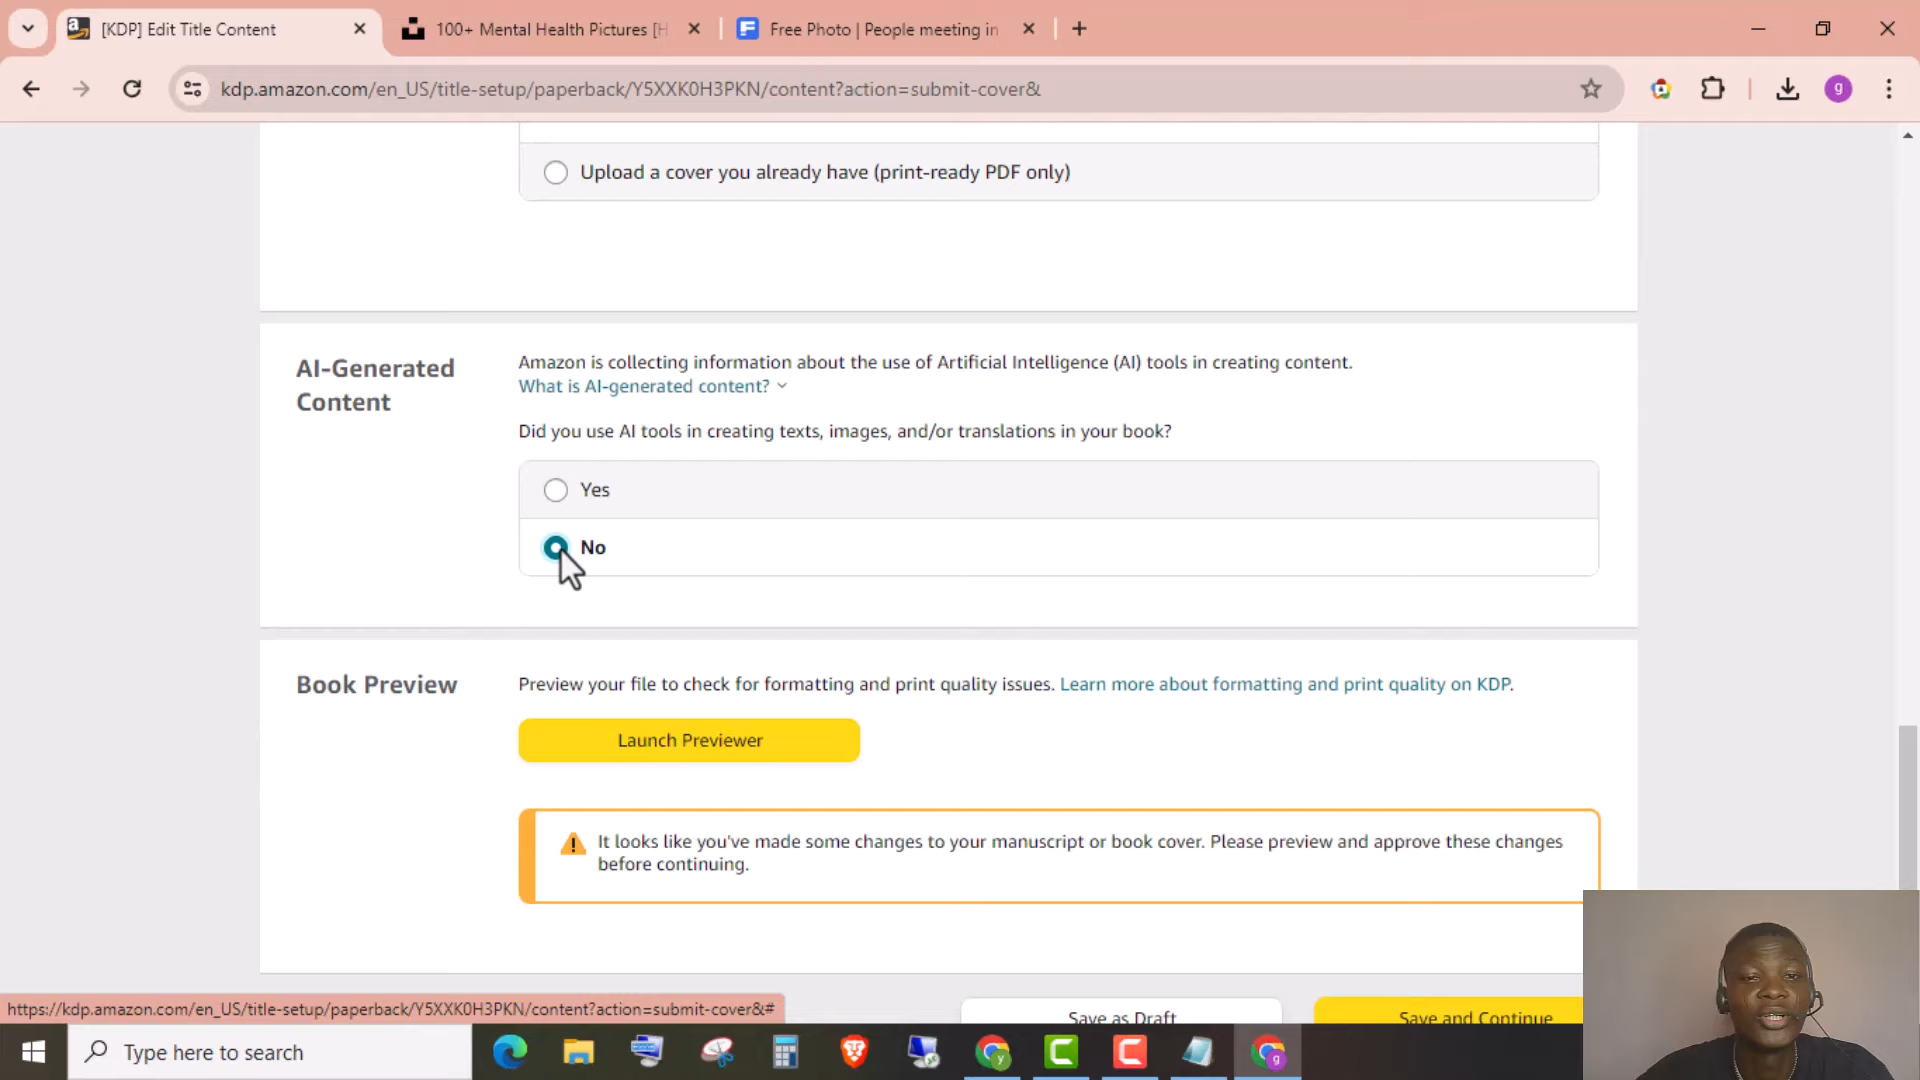 [KDP] Edit Title Content
100+ Mental Health Pictures [H
Free Photo | People meeting in
kdp.amazon.com/en_US/title-setup/paperback/Y5XXK0H3PKN/content?action=submit-cover&
g
Upload a cover you already have (print-ready PDF only)
AI-Generated
Content
Amazon is collecting information about the use of Artificial Intelligence (AI) tools in creating content.
What is AI-generated content?
Did you use AI tools in creating texts, images, and/or translations in your book?
Yes
No
Book Preview
Preview your file to check for formatting and print quality issues. Learn more about formatting and print quality on KDP.
Launch Previewer
It looks like you've made some changes to your manuscript or book cover. Please preview and approve these changes
before continuing.
https://kdp.amazon.com/en_US/title-setup/paperback/Y5XXK0H3PKN/content?action=submit-cover&#
Save as Draft
Save and Continue
Type here to search